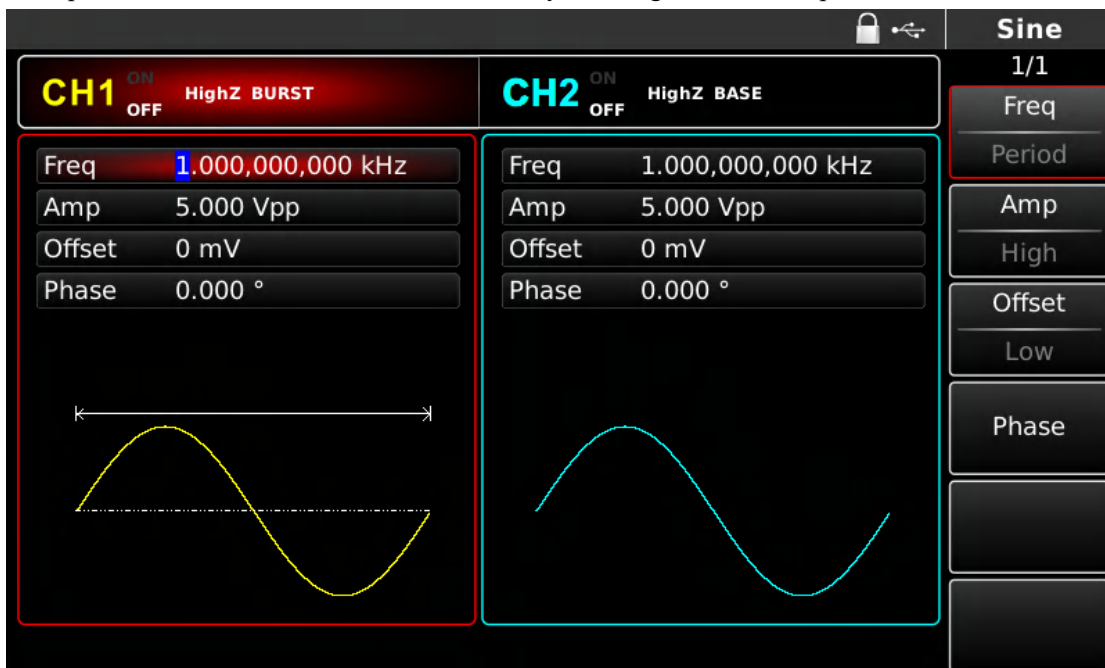 Sine
1/1
CH1 ON OFF HighZ BURST
CH2 ON OFF HighZ BASE
Freq 1.000,000,000 kHz
Amp 5.000 Vpp
Offset 0 mV
Phase 0.000 °
Freq 1.000,000,000 kHz
Amp 5.000 Vpp
Offset 0 mV
Phase 0.000 °
Freq
Period
Amp
High
Offset
Low
Phase